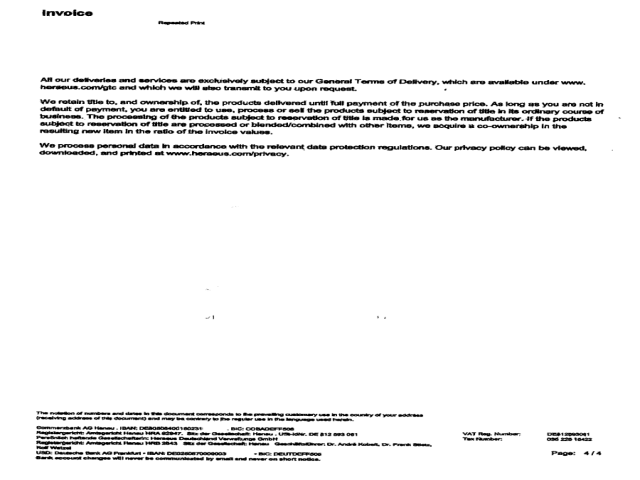 Invoice
Repeated Print
All our deliveries and services are exclusively subject to our General Terms of Delivery, which are available under www.
heraeus.com/gtc and which we will also transmit to you upon request.
We retain title to, and ownership of, the products delivered until full payment of the purchase price. As long as you are not in
default of payment, you are entitled to use, process or sell the products subject to reservation of title in its ordinary course of
business. The processing of the products subject to reservation of title is made for us as the manufacturer. If the products
subject to reservation of title are processed or blended/combined with other items, we acquire a co-ownership in the
resulting new item in the ratio of the invoice values.
We process personal data in accordance with the relevant data protection regulations. Our privacy policy can be viewed,
downloaded, and printed at www.heraeus.com/privacy.
The notation of numbers and dates in this document corresponds to the prevailing customary use in the country of your address
(receiving address of this document) and may be contrary to the regular use in the language used herein.
Commerzbank AG Hanau . IBAN: . BIC: COBADEFF506
Registergericht: Amtsgericht Hanau HRA Sitz der Gesellschaft: Hanau . USt-IdNr. DE 812 593 061
Persönlich haftende Gesellschafterin: Heraeus Deutschland Verwaltungs GmbH
Registergericht: Amtsgericht Hanau HRB Sitz der Gesellschaft: Hanau Geschäftsführer: Dr. André Kobelt, Dr. Frank Stietz,
Rolf Wetzel
USD: Deutsche Bank AG Frankfurt • IBAN: • BIC: DEUTDEFF506
Bank account changes will never be communicated by email and never on short notice.
VAT Reg. Number:
Tax Number:
Page: 4 / 4